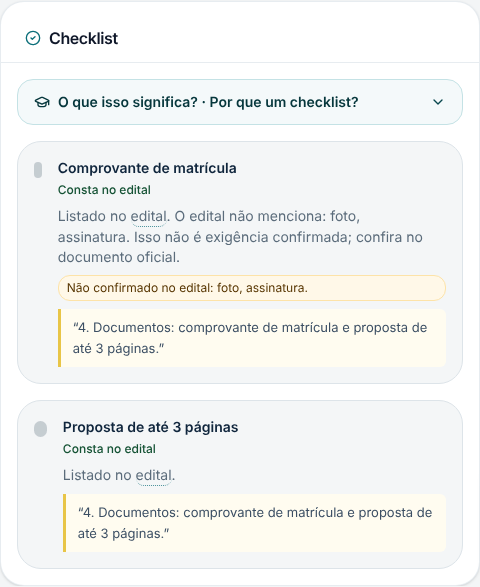 Checklist
O que isso significa? · Por que um checklist?
Comprovante de matrícula
Consta no edital
Listado no edital. O edital não menciona: foto,
assinatura. Isso não é exigência confirmada; confira no
documento oficial.
Não confirmado no edital: foto, assinatura.
“4. Documentos: comprovante de matrícula e proposta de
até 3 páginas.”
Proposta de até 3 páginas
Consta no edital
Listado no edital.
“4. Documentos: comprovante de matrícula e proposta de
até 3 páginas.”